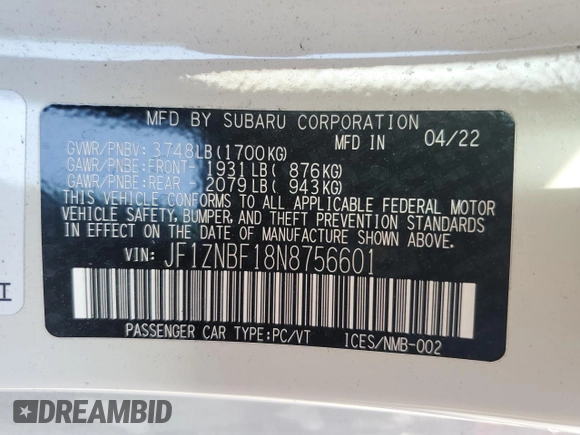 MFD BY SUBARU CORPORATION
GVWR/PNBV: 3748LB(1700KG) MFD IN 04/22
GAWR/PNBE:FRONT- 1931LB( 876KG)
GAWR/PNBE:REAR - 2079LB( 943KG)
THIS VEHICLE CONFORMS TO ALL APPLICABLE FEDERAL MOTOR
VEHICLE SAFETY, BUMPER, AND THEFT PREVENTION STANDARDS
IN EFFECT ON THE DATE OF MANUFACTURE SHOWN ABOVE.
VIN: JF1ZNBF18N8756601
PASSENGER CAR TYPE:PC/VT ICES/NMB-002
DREAMBID